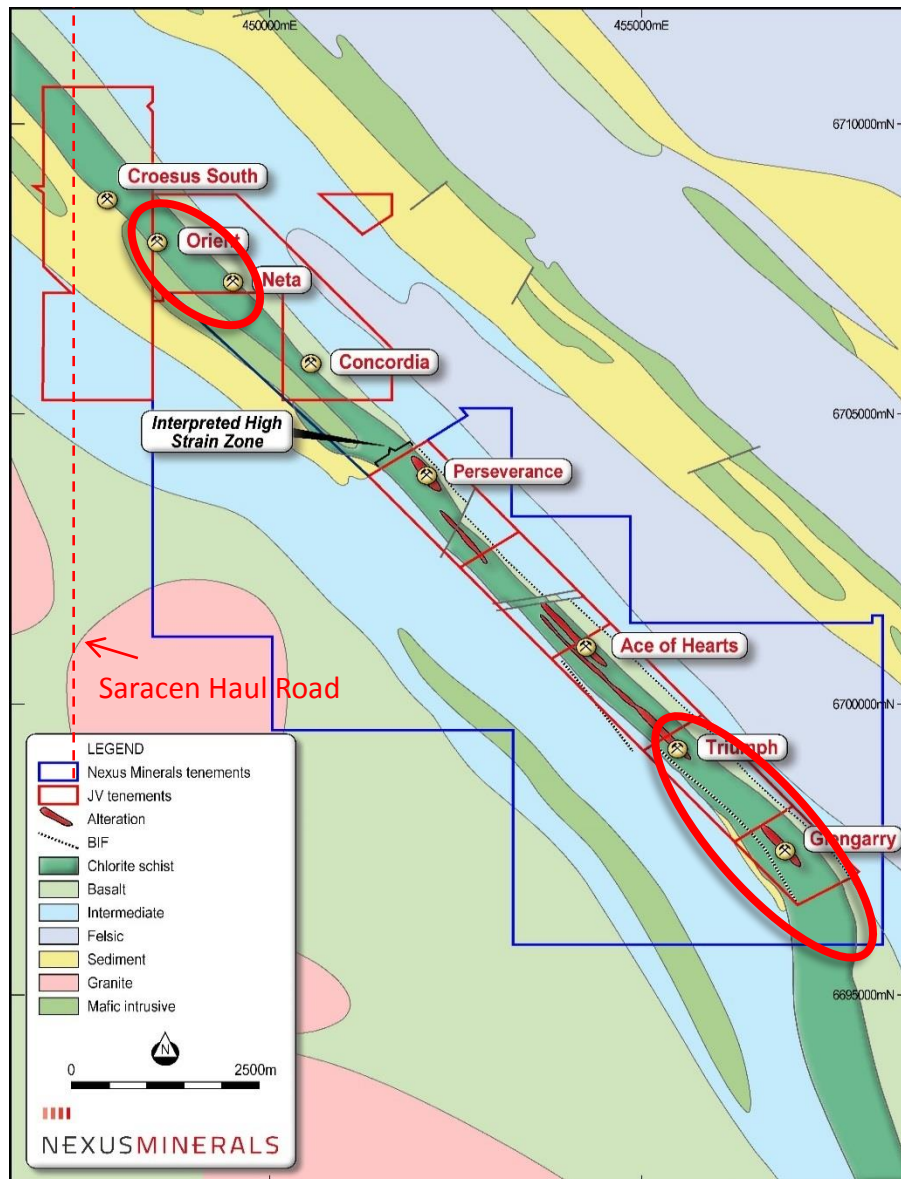 450000mE
455000mE
6710000mN
Croesus South
Orient
Neta
Concordia
6705000mN
Interpreted High
Strain Zone
Perseverance
Ace of Hearts
Saracen Haul Road
6700000mN
Triumph
Glengarry
6695000mN
LEGEND
Nexus Minerals tenements
JV tenements
Alteration
BIF
Chlorite schist
Basalt
Intermediate
Felsic
Sediment
Granite
Mafic intrusive
N
0 2500m
NEXUSMINERALS